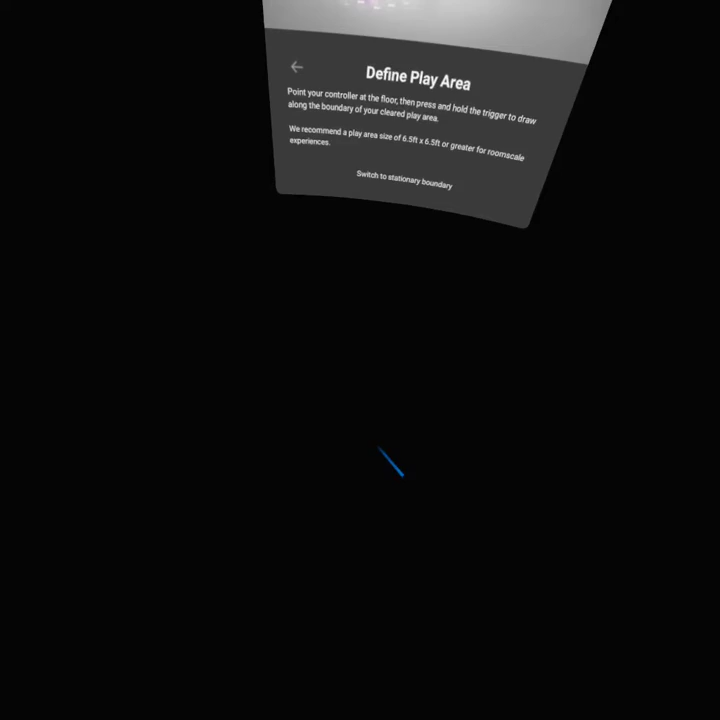 Define Play Area
Point your controller at the floor, then press and hold the trigger to draw
along the boundary of your cleared play area.
We recommend a play area size of 6.5ft x 6.5ft or greater for roomscale
experiences.
Switch to stationary boundary